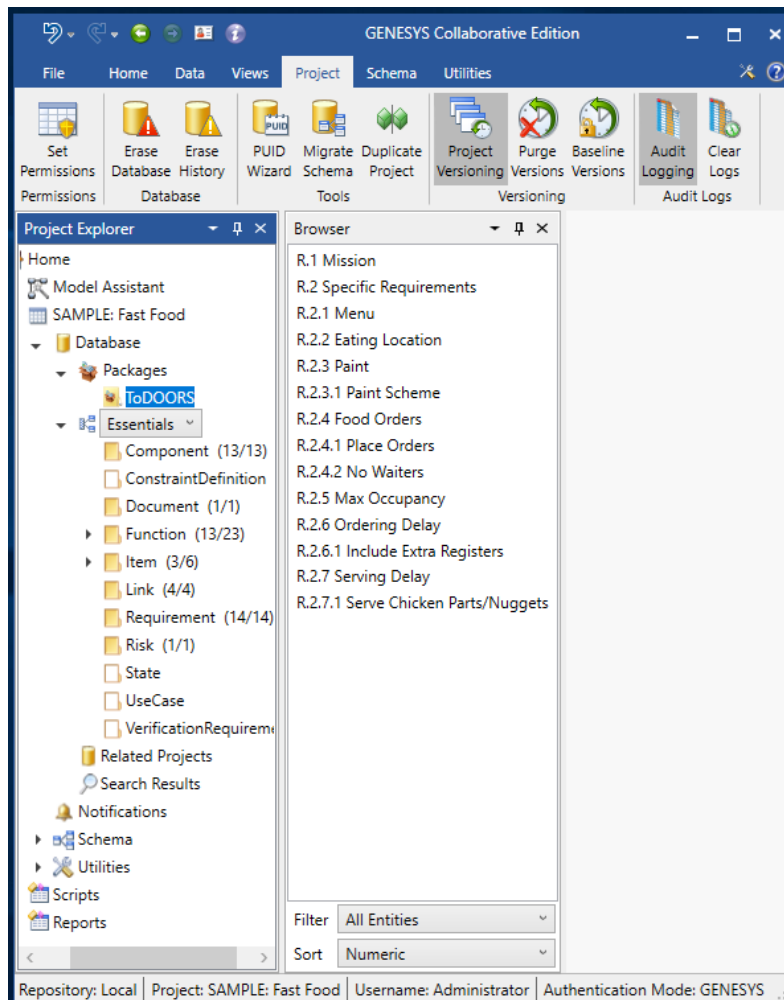 GENESYS Collaborative Edition
File Home Data Views Project Schema Utilities
Set Permissions
Erase Database
Erase History
PUID Wizard
Migrate Schema
Duplicate Project
Project Versioning
Purge Versions
Baseline Versions
Audit Logging
Clear Logs
Permissions Database Tools Versioning Audit Logs
Project Explorer
Home
Model Assistant
SAMPLE: Fast Food
Database
Packages
ToDOORS
Essentials
Component (13/13)
ConstraintDefinition
Document (1/1)
Function (13/23)
Item (3/6)
Link (4/4)
Requirement (14/14)
Risk (1/1)
State
UseCase
VerificationRequireme
Related Projects
Search Results
Notifications
Schema
Utilities
Scripts
Reports
Browser
R.1 Mission
R.2 Specific Requirements
R.2.1 Menu
R.2.2 Eating Location
R.2.3 Paint
R.2.3.1 Paint Scheme
R.2.4 Food Orders
R.2.4.1 Place Orders
R.2.4.2 No Waiters
R.2.5 Max Occupancy
R.2.6 Ordering Delay
R.2.6.1 Include Extra Registers
R.2.7 Serving Delay
R.2.7.1 Serve Chicken Parts/Nuggets
Filter All Entities
Sort Numeric
Repository: Local Project: SAMPLE: Fast Food Username: Administrator Authentication Mode: GENESYS